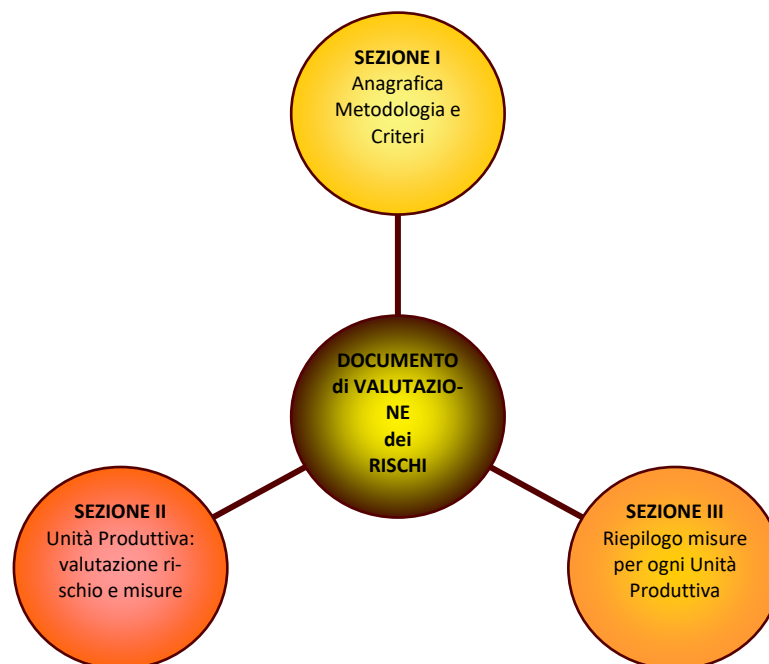 SEZIONE I
Anagrafica
Metodologia e
Criteri
DOCUMENTO
di VALUTAZIO-
NE
dei
RISCHI
SEZIONE II
Unità Produttiva:
valutazione ri-
schio e misure
SEZIONE III
Riepilogo misure
per ogni Unità
Produttiva